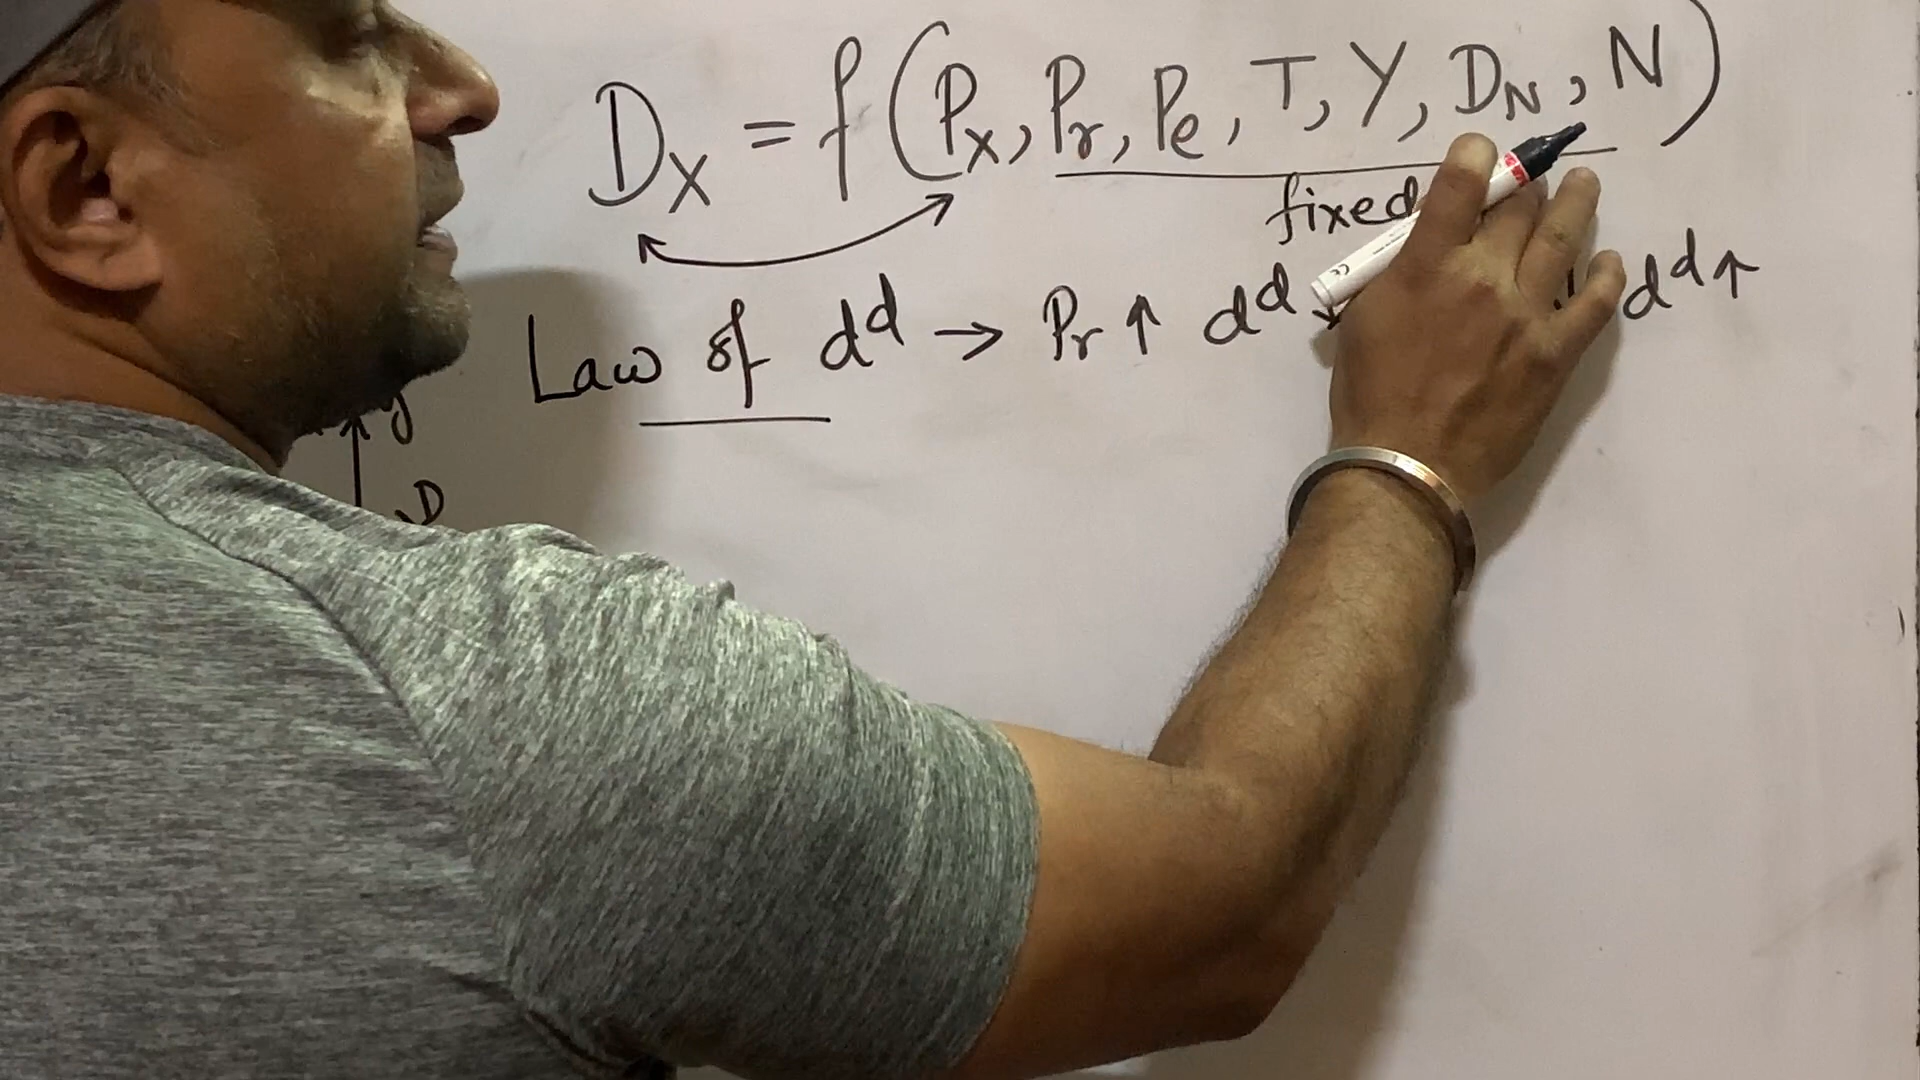 Dx = f(Px, Pr, Pe, T, Y, DN, N)
fixed
Law of dd → Pr ↑ dd ↓ dd ↑
y
D